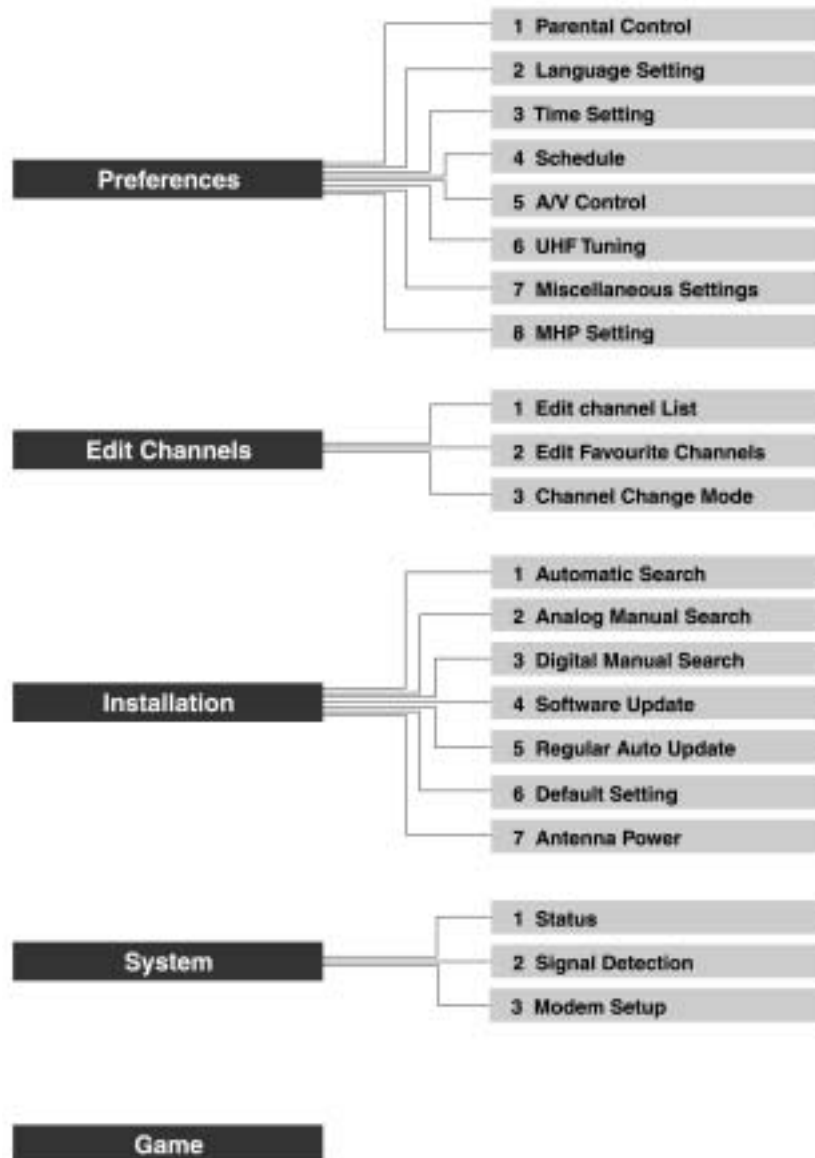 Preferences
1 Parental Control
2 Language Setting
3 Time Setting
4 Schedule
5 A/V Control
6 UHF Tuning
7 Miscellaneous Settings
8 MHP Setting
Edit Channels
1 Edit channel List
2 Edit Favourite Channels
3 Channel Change Mode
Installation
1 Automatic Search
2 Analog Manual Search
3 Digital Manual Search
4 Software Update
5 Regular Auto Update
6 Default Setting
7 Antenna Power
System
1 Status
2 Signal Detection
3 Modem Setup
Game